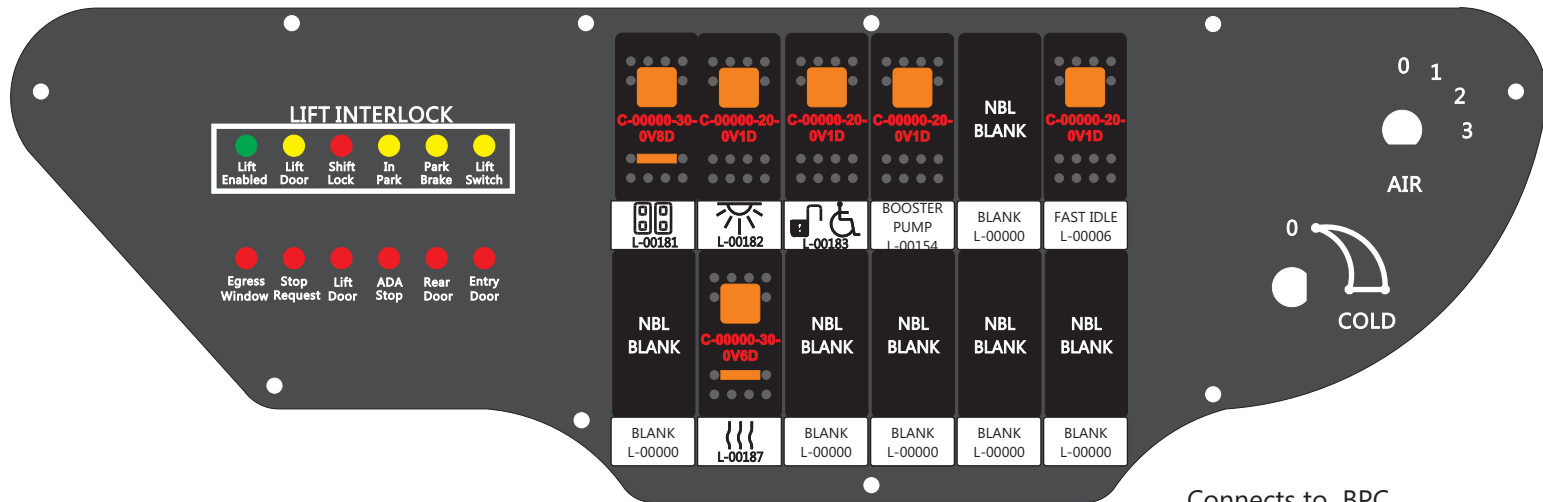 LIFT INTERLOCK
Lift Enabled
Lift Door
Shift Lock
In Park
Park Brake
Lift Switch
Egress Window
Stop Request
Lift Door
ADA Stop
Rear Door
Entry Door
C-00000-30-
0V8D
C-00000-20-
0V1D
C-00000-20-
0V1D
C-00000-20-
0V1D
NBL
BLANK
C-00000-20-
0V1D
L-00181
L-00182
L-00183
BOOSTER
PUMP
L-00154
BLANK
L-00000
FAST IDLE
L-00006
NBL
BLANK
C-00000-30-
0V6D
NBL
BLANK
NBL
BLANK
NBL
BLANK
NBL
BLANK
BLANK
L-00000
L-00187
BLANK
L-00000
BLANK
L-00000
BLANK
L-00000
BLANK
L-00000
0
1
2
3
AIR
0
COLD
Connects to BPC